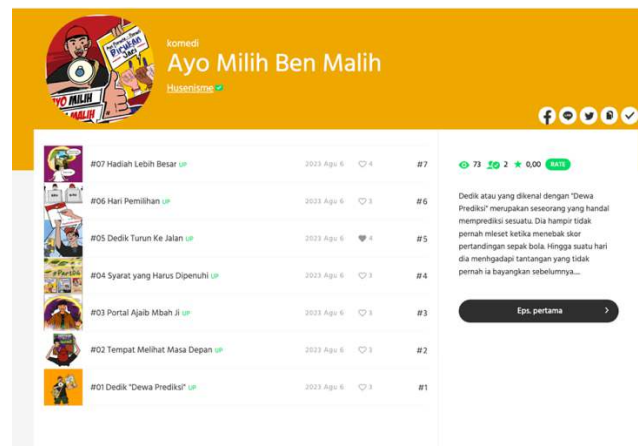 komedi
Ayo Milih Ben Malih
Husenisme
#07 Hadiah Lebih Besar UP 2023 Agu 6 4 #7
#06 Hari Pemilihan UP 2023 Agu 6 3 #6
#05 Dedik Turun Ke Jalan UP 2023 Agu 6 4 #5
#04 Syarat yang Harus Dipenuhi UP 2023 Agu 6 3 #4
#03 Portal Ajaib Mbah Ji UP 2023 Agu 6 3 #3
#02 Tempat Melihat Masa Depan UP 2023 Agu 6 3 #2
#01 Dedik "Dewa Prediksi" UP 2023 Agu 6 3 #1
73 2 0,00 RATE
Dedik atau yang dikenal dengan "Dewa
Prediksi" merupakan seseorang yang handal
memprediksi sesuatu. Dia hampir tidak
pernah mleset ketika menebak skor
pertandingan sepak bola. Hingga suatu hari
dia menhgadapi tantangan yang tidak
pernah ia bayangkan sebelumnya....
Eps. pertama